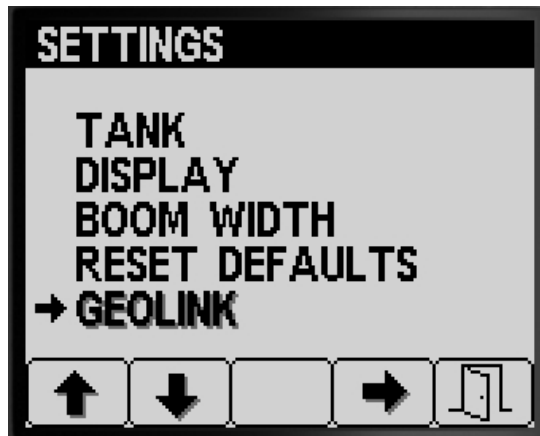 SETTINGS
TANK
DISPLAY
BOOM WIDTH
RESET DEFAULTS
GEOLINK